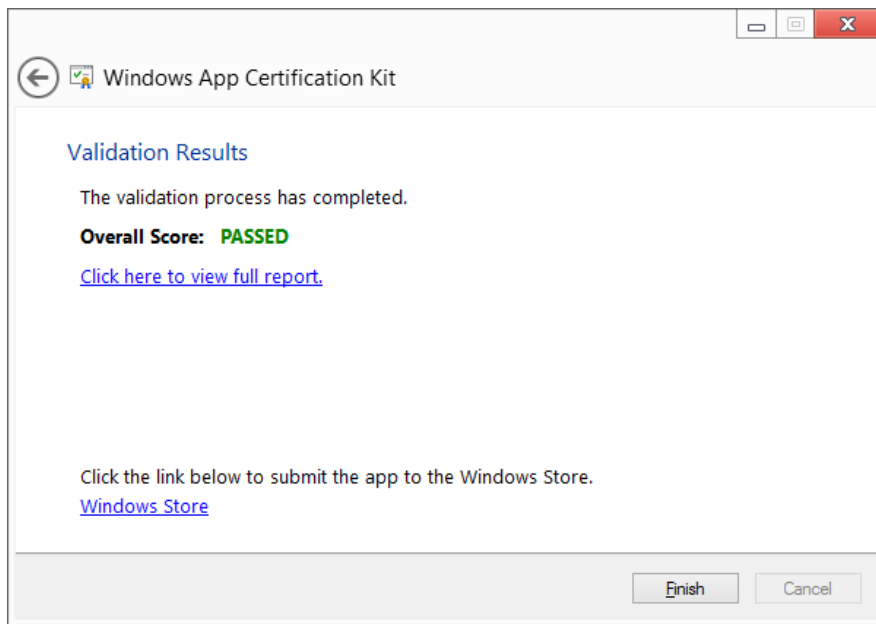 Windows App Certification Kit
Validation Results
The validation process has completed.
Overall Score: PASSED
Click here to view full report.
Click the link below to submit the app to the Windows Store.
Windows Store
Finish Cancel